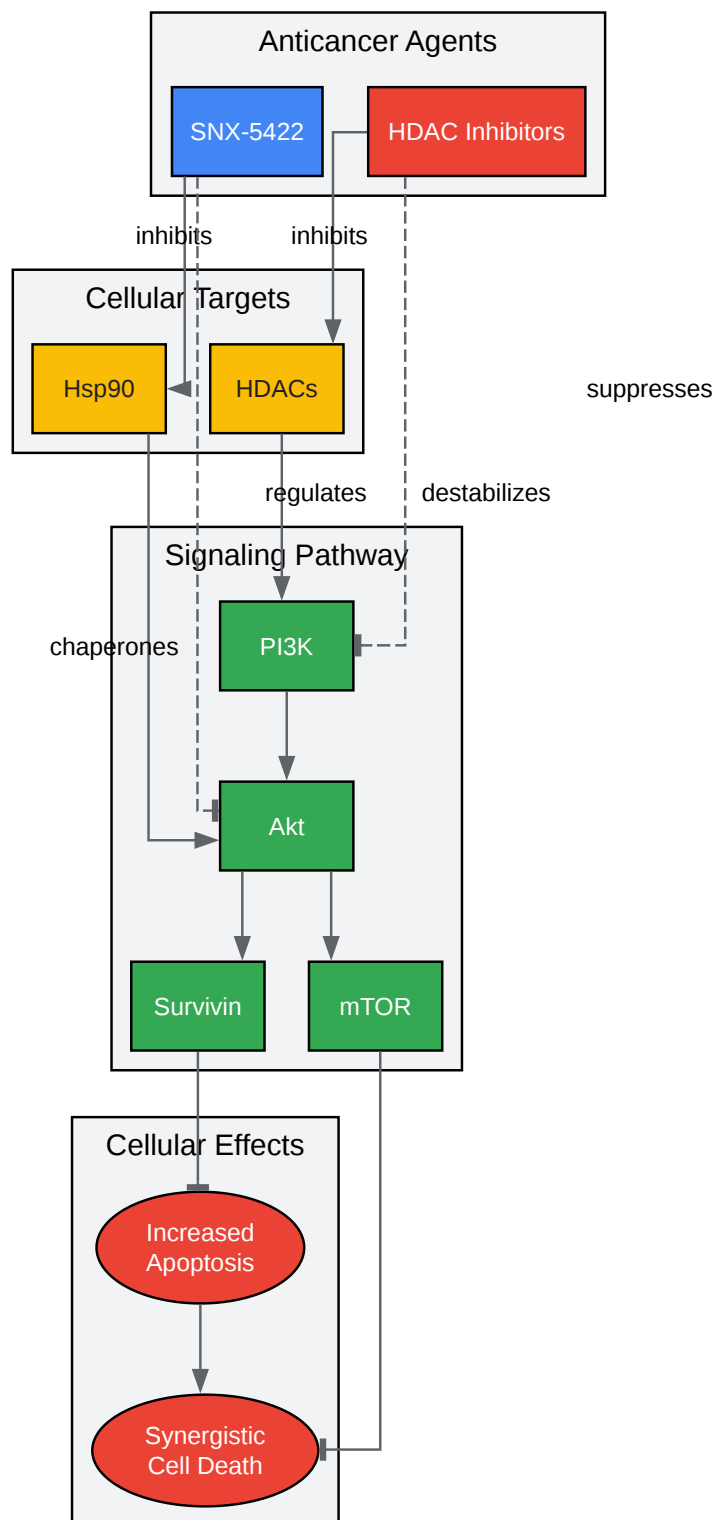 Anticancer Agents
SNX-5422
HDAC Inhibitors
inhibits
inhibits
Cellular Targets
Hsp90
HDACs
suppresses
regulates
destabilizes
Signaling Pathway
PI3K
chaperones
Akt
Survivin
mTOR
Cellular Effects
Increased
Apoptosis
Synergistic
Cell Death